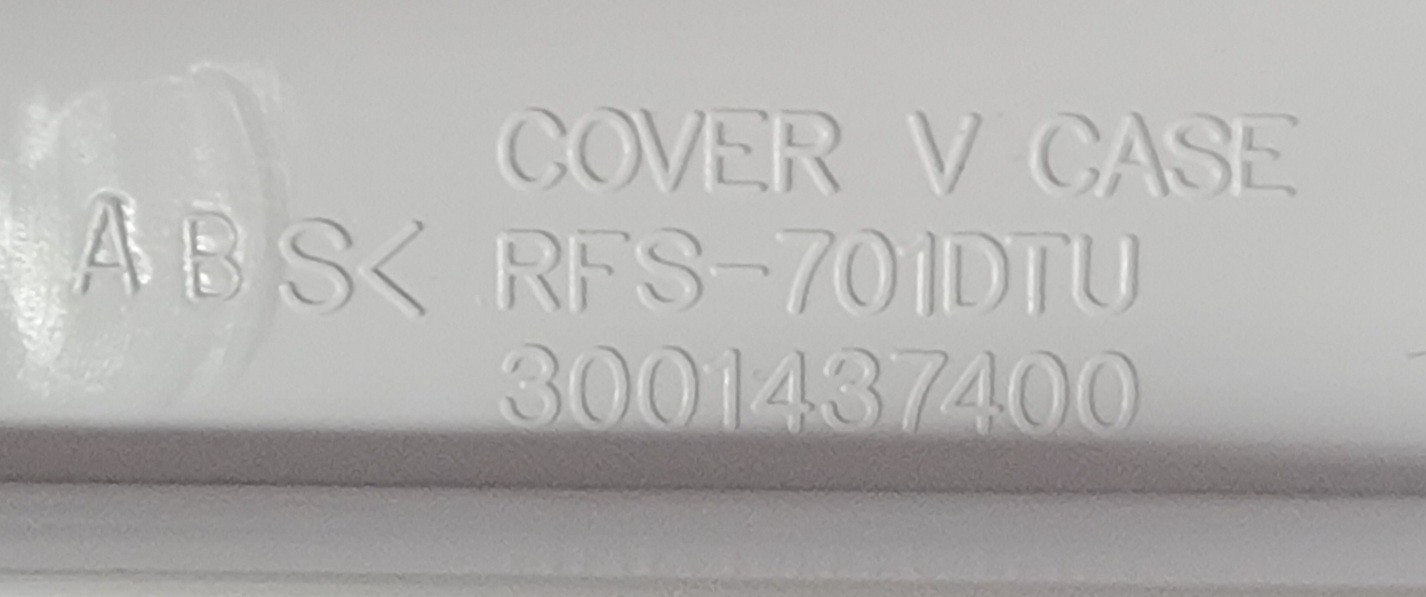 COVER V CASE
ABS< RFS-701DTU
3001437400